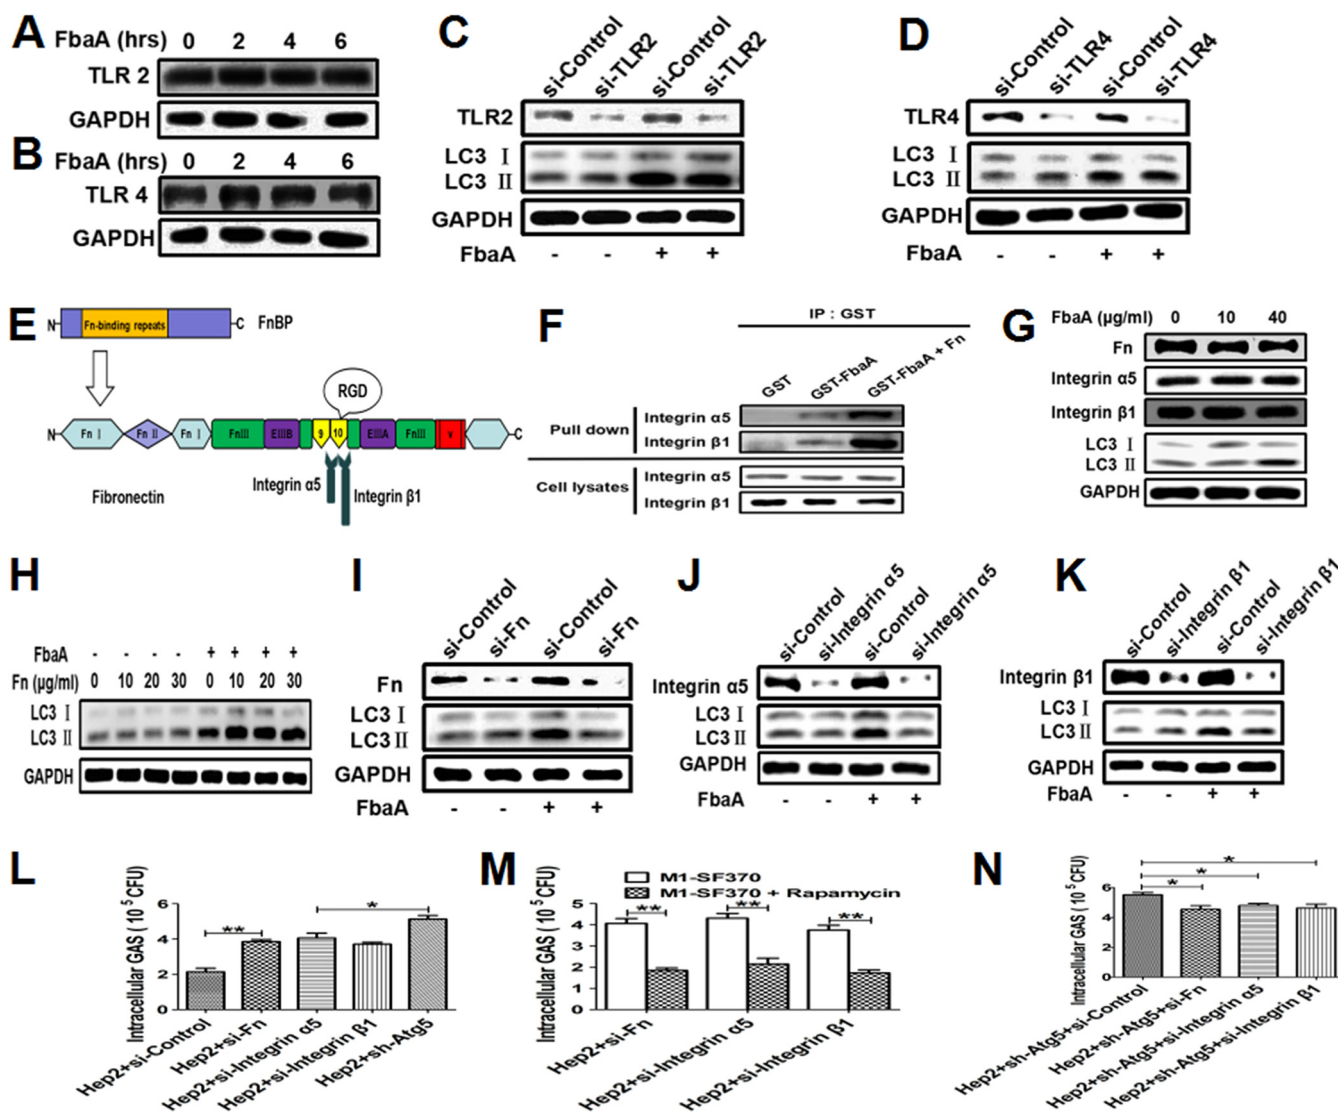 A
FbaA (hrs) 0 2 4 6
TLR 2
GAPDH
B
FbaA (hrs) 0 2 4 6
TLR 4
GAPDH
C
si-Control si-TLR2 si-Control si-TLR2
TLR2
LC3 Ⅰ
LC3 Ⅱ
GAPDH
FbaA - - + +
D
si-Control si-TLR4 si-Control si-TLR4
TLR4
LC3 Ⅰ
LC3 Ⅱ
GAPDH
FbaA - - + +
E
N Fn-binding repeats C FnBP
RGD
N Fn Ⅰ Fn Ⅱ Fn Ⅰ FnIII EIIIB 9 10 EIIIA FnIII v C
Integrin α5
Integrin β1
Fibronectin
F
IP : GST
GST GST-FbaA GST-FbaA + Fn
Pull down
Integrin α5
Integrin β1
Cell lysates
Integrin α5
Integrin β1
G
FbaA (μg/ml) 0 10 40
Fn
Integrin α5
Integrin β1
LC3 Ⅰ
LC3 Ⅱ
GAPDH
H
FbaA - - - - + + + +
Fn (μg/ml) 0 10 20 30 0 10 20 30
LC3 Ⅰ
LC3 Ⅱ
GAPDH
I
si-Control si-Fn si-Control si-Fn
Fn
LC3 Ⅰ
LC3 Ⅱ
GAPDH
FbaA - - + +
J
si-Control si-Integrin α5 si-Control si-Integrin α5
Integrin α5
LC3 Ⅰ
LC3 Ⅱ
GAPDH
FbaA - - + +
K
si-Control si-Integrin β1 si-Control si-Integrin β1
Integrin β1
LC3 Ⅰ
LC3 Ⅱ
GAPDH
FbaA - - + +
L
Intracellular GAS (10 5 CFU)
6
4
2
0
**
*
Hep2+si-Control
Hep2+si-Fn
Hep2+si-Integrin α5
Hep2+si-Integrin β1
Hep2+sh-Atg5
M
M1-SF370
M1-SF370 + Rapamycin
Intracellular GAS (10 5 CFU)
5
4
3
2
1
0
** ** **
Hep2+si-Fn
Hep2+si-Integrin α5
Hep2+si-Integrin β1
N
Intracellular GAS (10 5 CFU)
6
4
2
0
*
*
*
Hep2+sh-Atg5+si-Control
Hep2+sh-Atg5+si-Fn
Hep2+sh-Atg5+si-Integrin α5
Hep2+sh-Atg5+si-Integrin β1